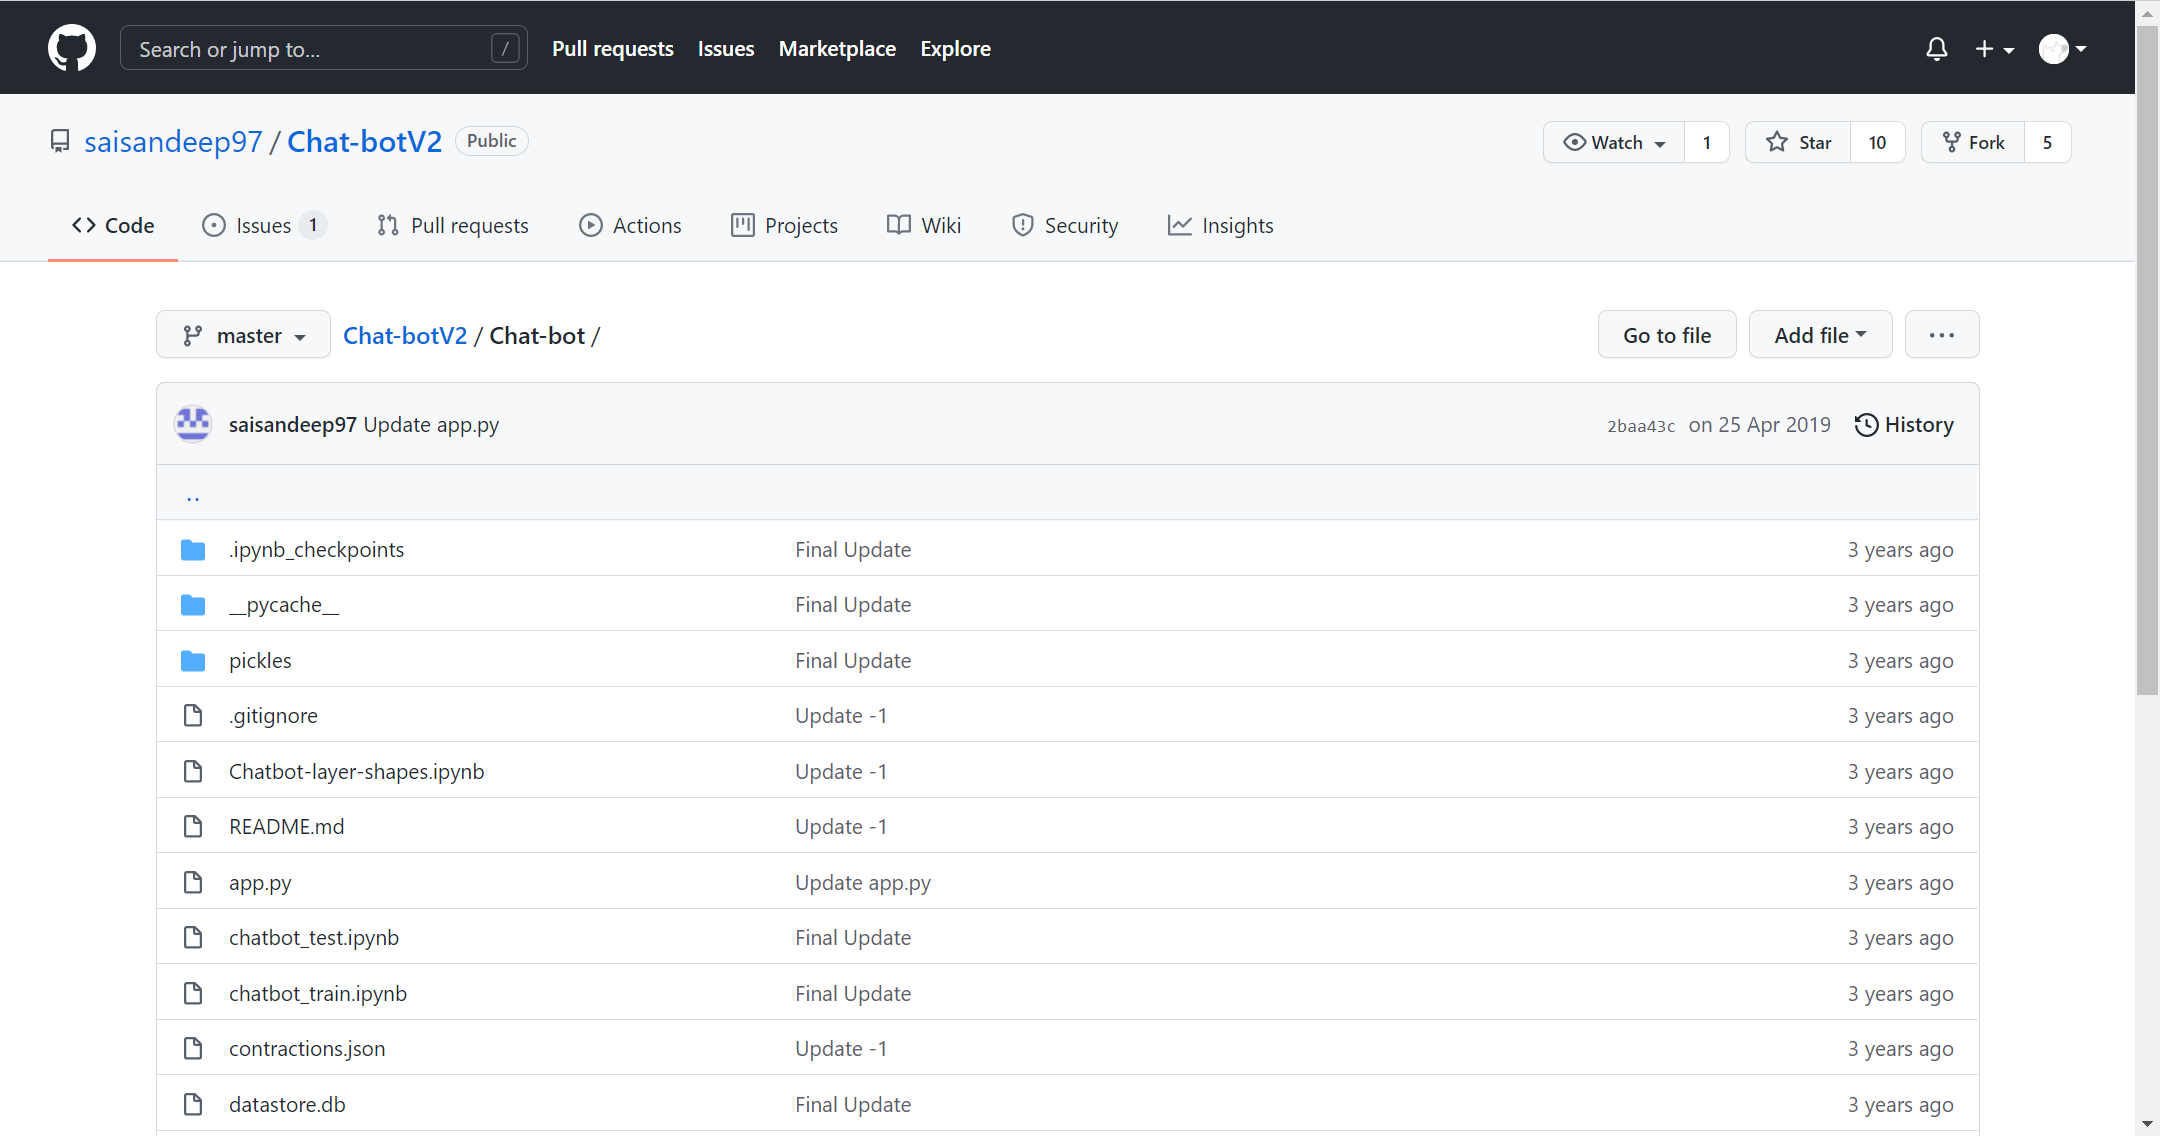 Search or jump to... / Pull requests Issues Marketplace Explore
saisandeep97 / Chat-botV2 Public Watch 1 Star 10 Fork 5
Code Issues 1 Pull requests Actions Projects Wiki Security Insights
master Chat-botV2 / Chat-bot / Go to file Add file ...
saisandeep97 Update app.py 2baa43c on 25 Apr 2019 History
..
.ipynb_checkpoints Final Update 3 years ago
__pycache__ Final Update 3 years ago
pickles Final Update 3 years ago
.gitignore Update -1 3 years ago
Chatbot-layer-shapes.ipynb Update -1 3 years ago
README.md Update -1 3 years ago
app.py Update app.py 3 years ago
chatbot_test.ipynb Final Update 3 years ago
chatbot_train.ipynb Final Update 3 years ago
contractions.json Update -1 3 years ago
datastore.db Final Update 3 years ago